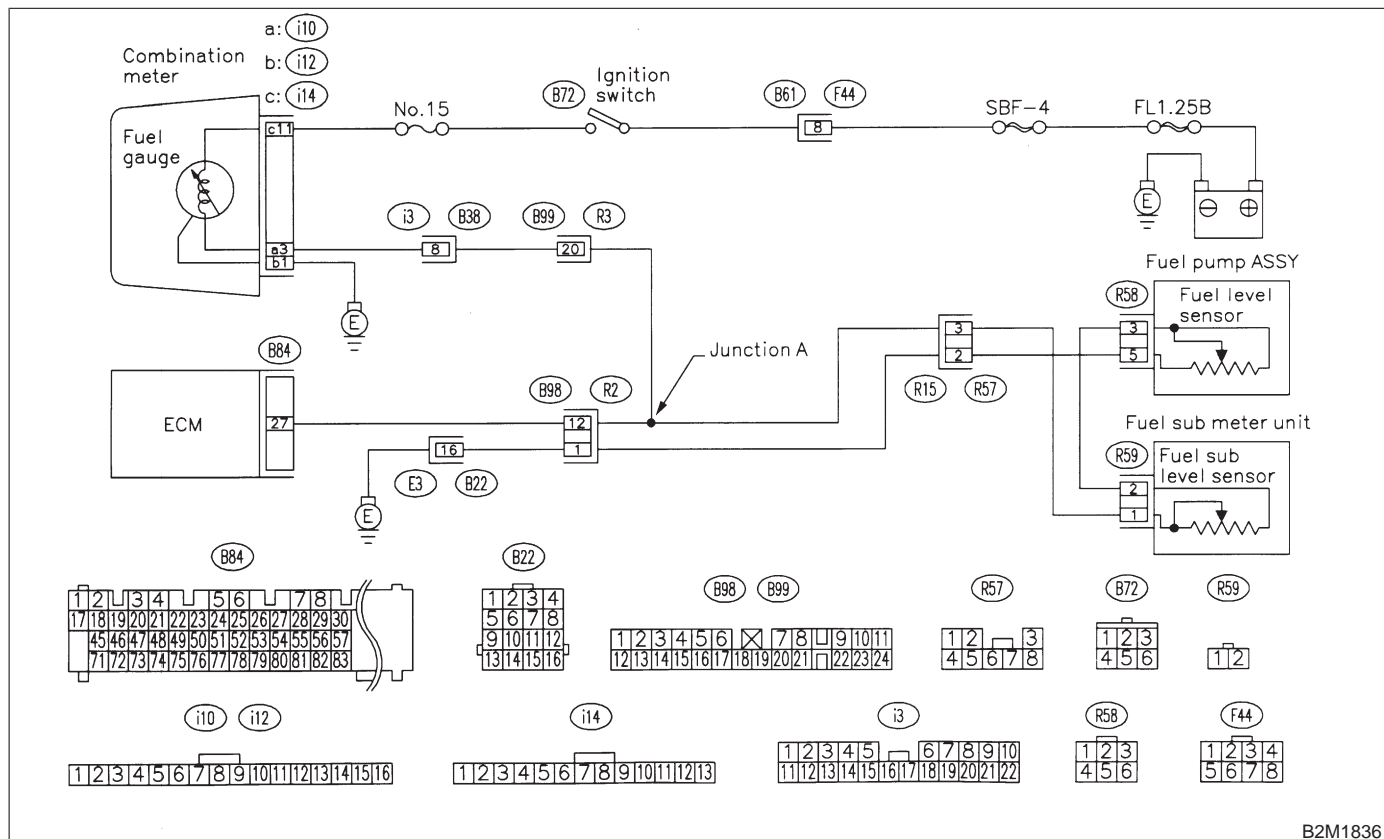 a: i10
b: i12
c: i14
Combination
meter
Fuel
gauge
c11
No.15
B72
Ignition
switch
B61 F44
8
SBF-4
FL1.25B
E
⊖ ⊕
a3
b1
i3 B38
8
B99 R3
20
E
Fuel pump ASSY
R58
Fuel level
sensor
3
5
B84
ECM
27
Junction A
B98 R2
12
1
R15 R57
3
2
E3 B22
16
E
Fuel sub meter unit
R59
Fuel sub
level sensor
2
1
B84
1 2 3 4 5 6 7 8
17 18 19 20 21 22 23 24 25 26 27 28 29 30
45 46 47 48 49 50 51 52 53 54 55 56 57
71 72 73 74 75 76 77 78 79 80 81 82 83
B22
1 2 3 4
5 6 7 8
9 10 11 12
13 14 15 16
B98 B99
1 2 3 4 5 6 7 8 9 10 11
12 13 14 15 16 17 18 19 20 21 22 23 24
R57
1 2 3
4 5 6 7 8
B72
1 2 3
4 5 6
R59
1 2
i10 i12
1 2 3 4 5 6 7 8 9 10 11 12 13 14 15 16
i14
1 2 3 4 5 6 7 8 9 10 11 12 13
i3
1 2 3 4 5 6 7 8 9 10
11 12 13 14 15 16 17 18 19 20 21 22
R58
1 2 3
4 5 6
F44
1 2 3 4
5 6 7 8
B2M1836